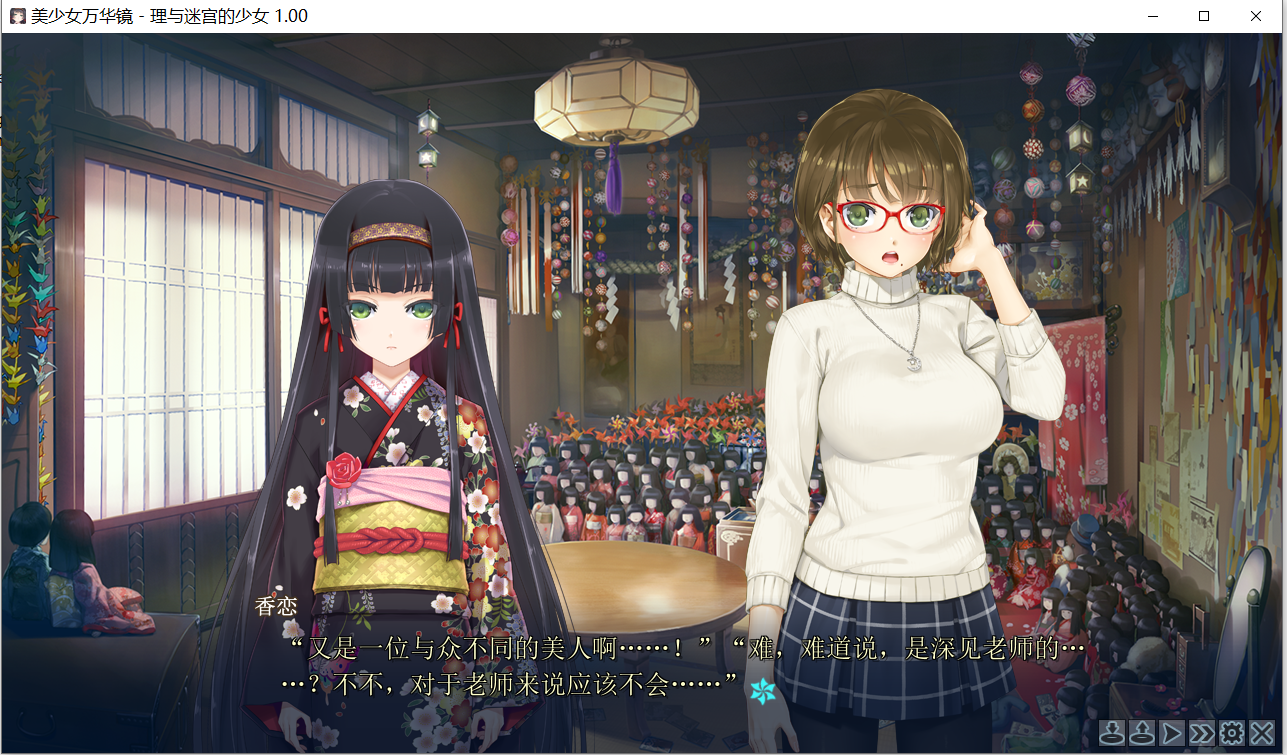 美少女万华镜 - 理与迷宫的少女 1.00
香恋
“又是一位与众不同的美人啊……！”“难，难道说，是深见老师的…
…？不不，对于老师来说应该不会……”